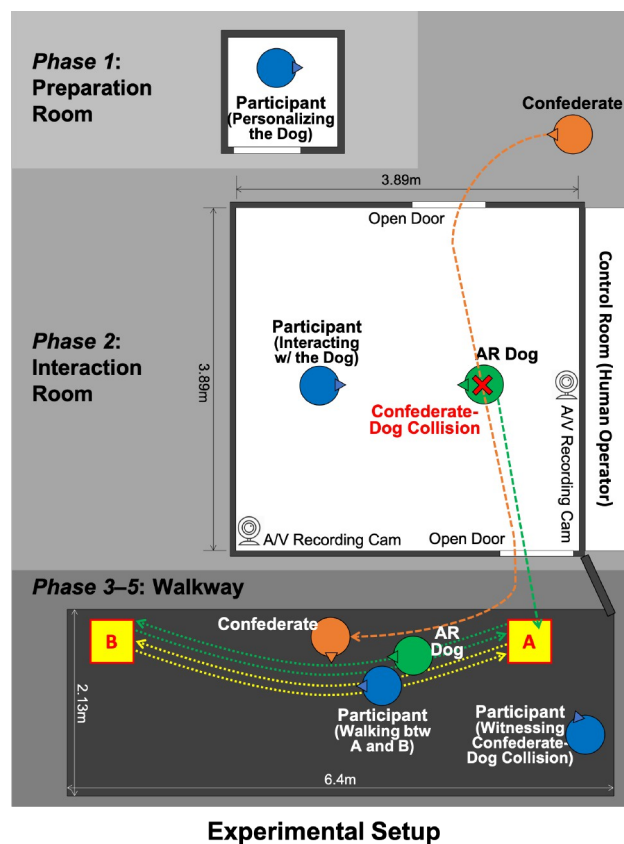 Phase 1:
Preparation
Room
Participant
(Personalizing
the Dog)
Confederate
3.89m
Open Door
Phase 2:
Interaction
Room
3.89m
Participant
(Interacting
w/ the Dog)
AR Dog
Confederate-
Dog Collision
A/V Recording Cam
Control Room (Human Operator)
A/V Recording Cam
Open Door
Phase 3–5: Walkway
Confederate
AR
Dog
B
A
2.13m
Participant
(Walking btw
A and B)
Participant
(Witnessing
Confederate-
Dog Collision)
6.4m
Experimental Setup